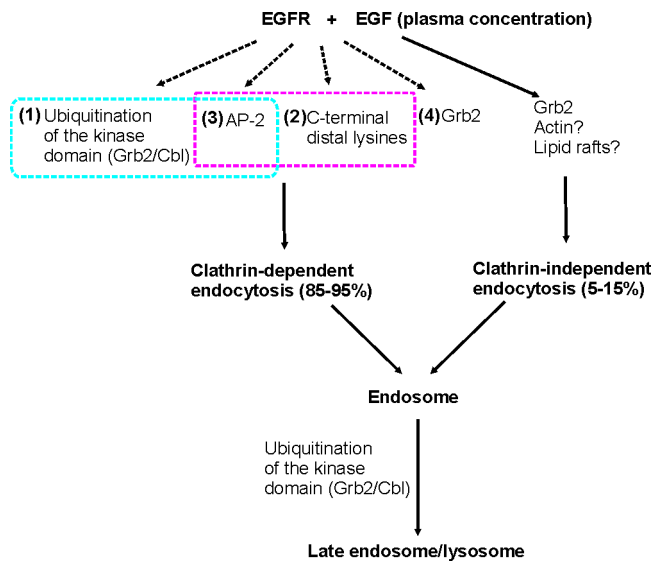 EGFR + EGF (plasma concentration)
(1) Ubiquitination
of the kinase
domain (Grb2/Cbl)
(3) AP-2
(2) C-terminal
distal lysines
(4) Grb2
Grb2
Actin?
Lipid rafts?
Clathrin-dependent
endocytosis (85-95%)
Clathrin-independent
endocytosis (5-15%)
Endosome
Ubiquitination
of the kinase
domain (Grb2/Cbl)
Late endosome/lysosome